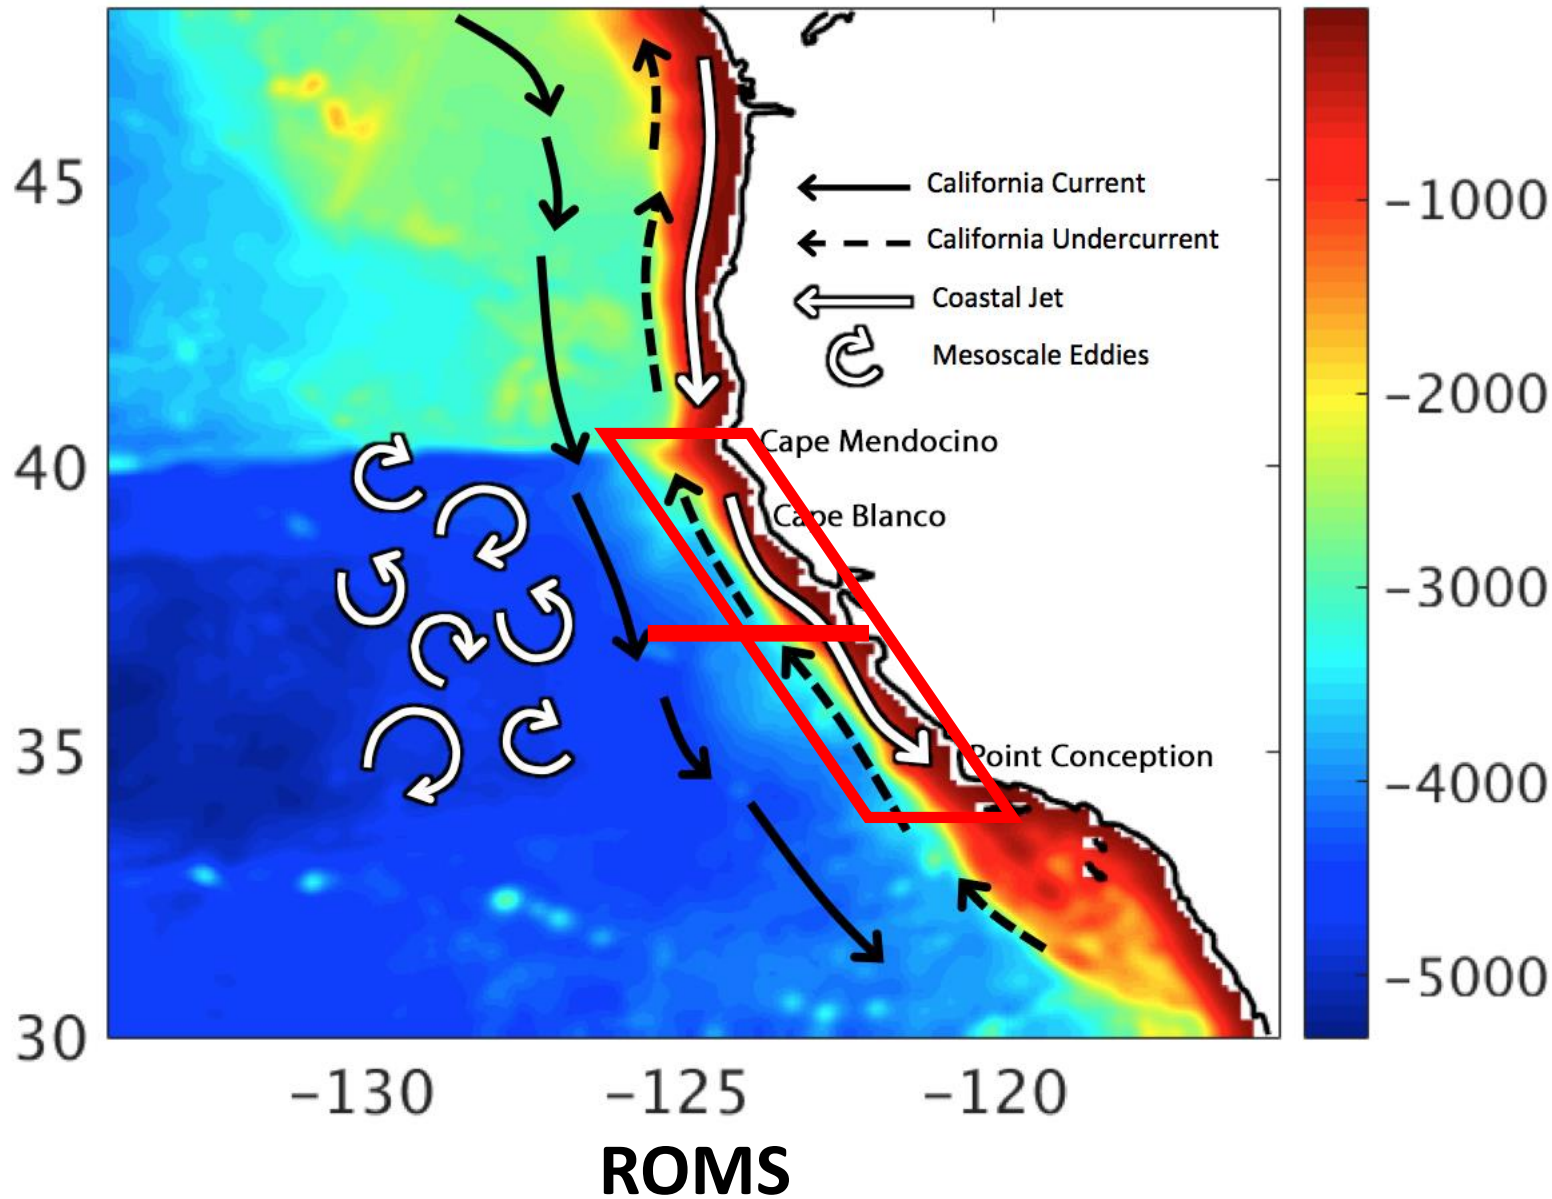 45
40
35
30
-130
-125
-120
California Current
California Undercurrent
Coastal Jet
Mesoscale Eddies
Cape Mendocino
Cape Blanco
Point Conception
-1000
-2000
-3000
-4000
-5000
ROMS